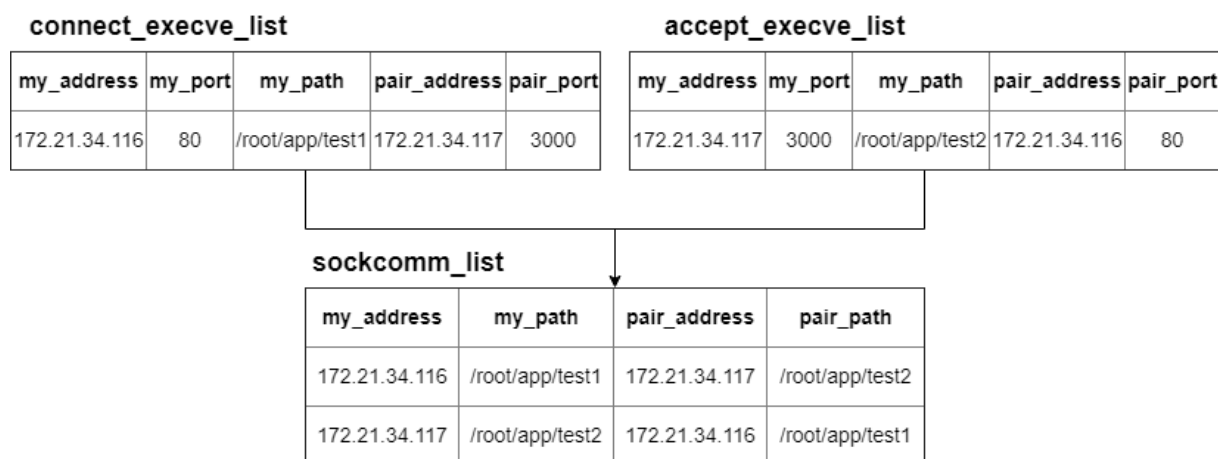 connect_execve_list
my_address my_port my_path pair_address pair_port
172.21.34.116 80 /root/app/test1 172.21.34.117 3000
accept_execve_list
my_address my_port my_path pair_address pair_port
172.21.34.117 3000 /root/app/test2 172.21.34.116 80
sockcomm_list
my_address my_path pair_address pair_path
172.21.34.116 /root/app/test1 172.21.34.117 /root/app/test2
172.21.34.117 /root/app/test2 172.21.34.116 /root/app/test1